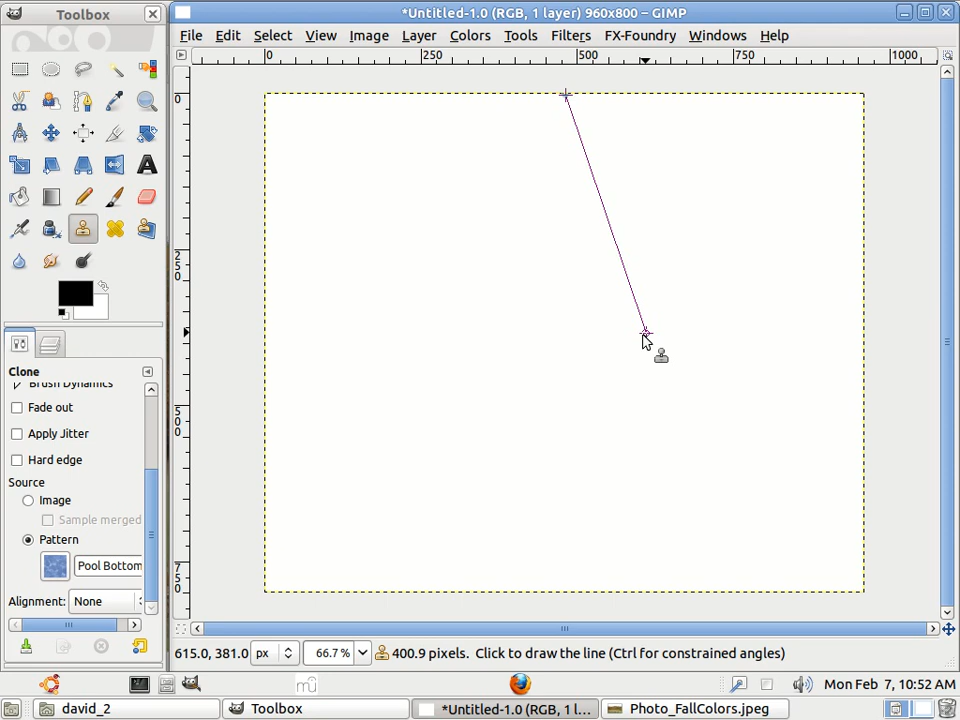 Toolbox
*Untitled-1.0 (RGB, 1 layer) 960x800 – GIMP
File Edit Select View Image Layer Colors Tools Filters FX-Foundry Windows Help
0 250 500 750 1000
0
250
500
750
A
Clone
Brush Dynamics
Fade out
Apply Jitter
Hard edge
Source
Image
Sample merged
Pattern
Pool Bottom
Alignment: None
615.0, 381.0 px 66.7% 400.9 pixels. Click to draw the line (Ctrl for constrained angles)
Mon Feb 7, 10:52 AM
david_2 Toolbox *Untitled-1.0 (RGB, 1 l... Photo_FallColors.jpeg